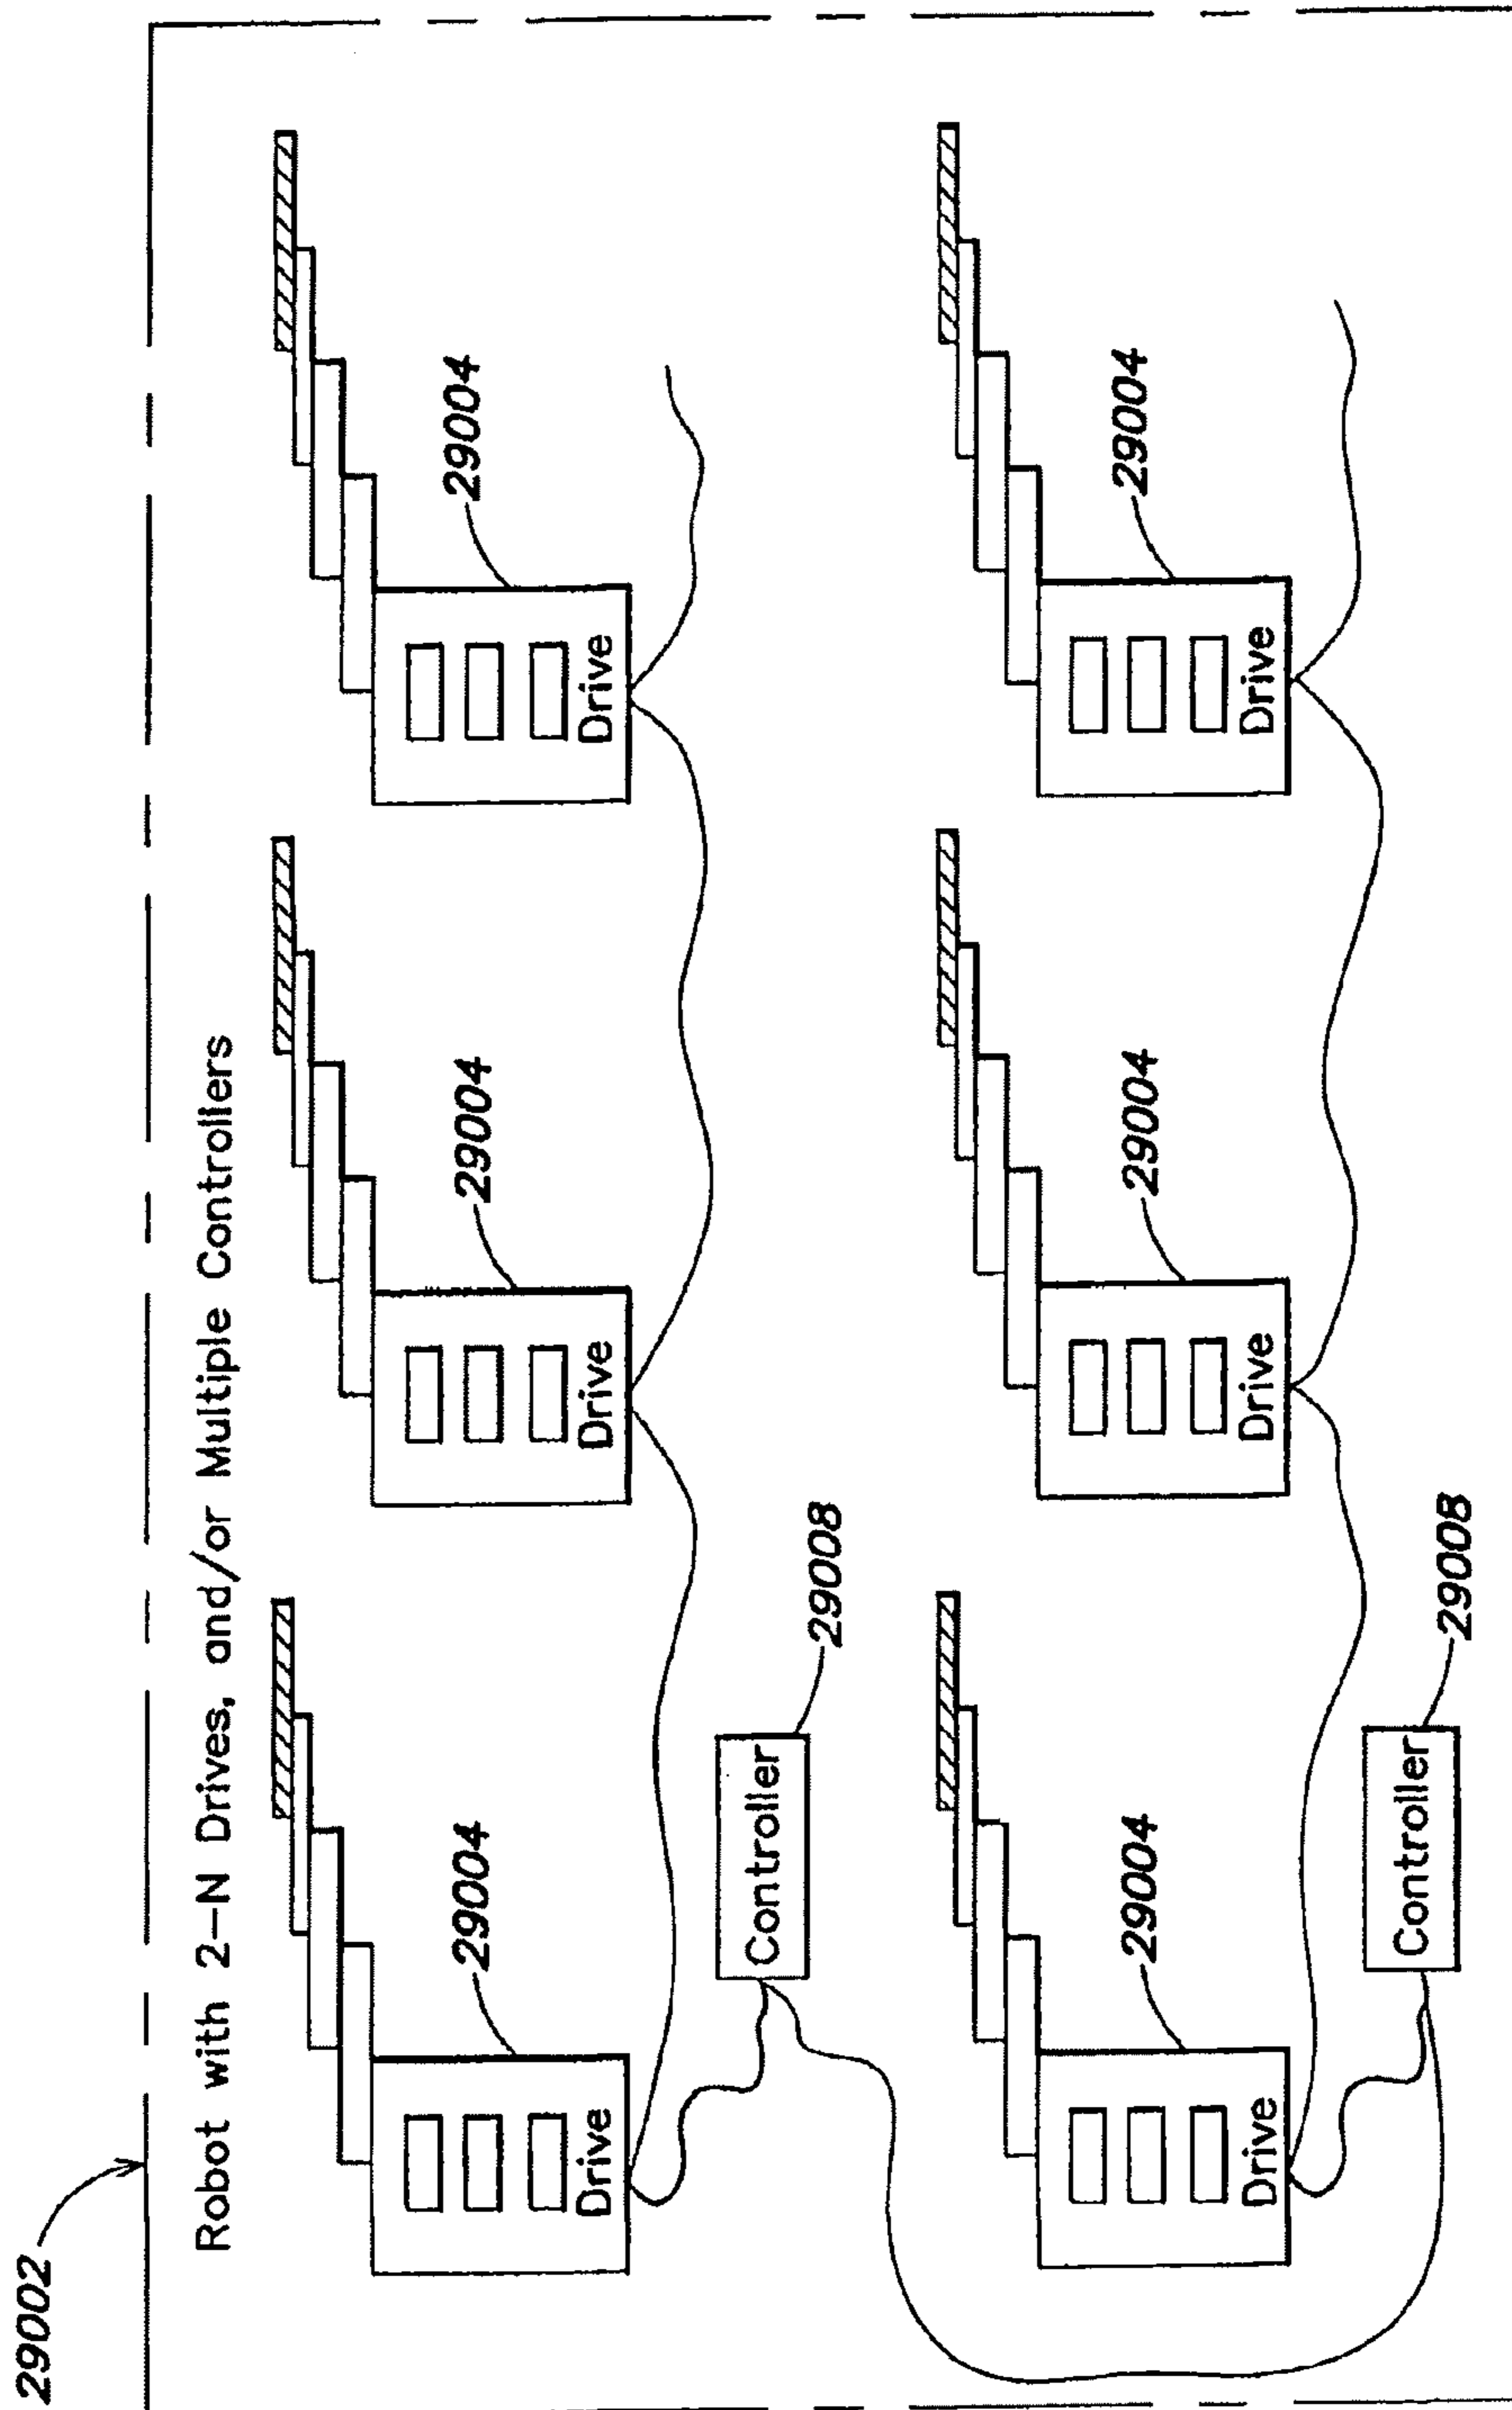 29002
Robot with 2–N Drives, and/or Multiple Controllers
29004
29004
29004
Drive
Drive
Drive
Controller
29008
29004
29004
29004
Drive
Drive
Drive
Controller
29008